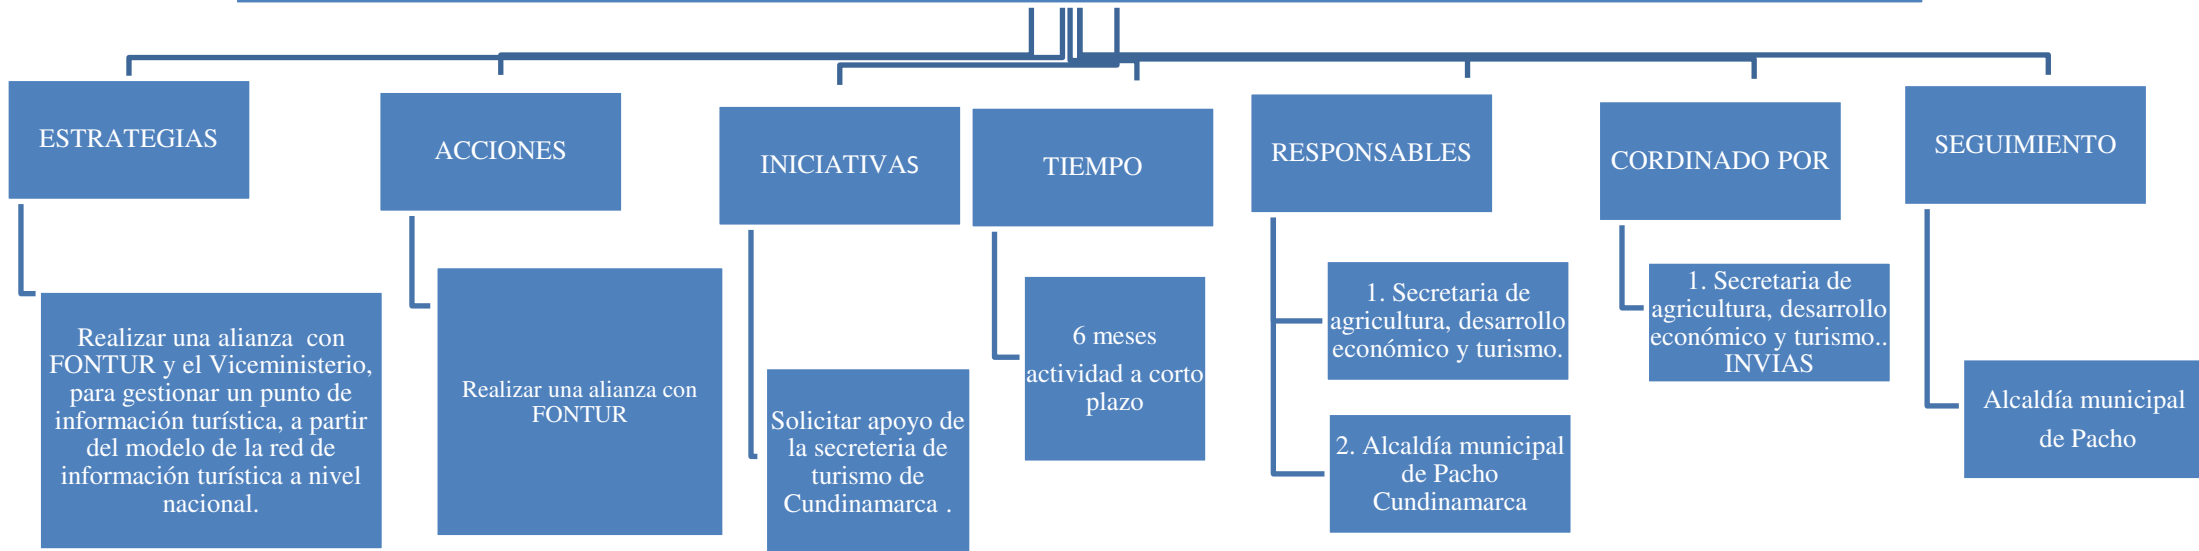 ESTRATEGIAS
Realizar una alianza con
FONTUR y el Viceministerio,
para gestionar un punto de
información turística, a partir
del modelo de la red de
información turística a nivel
nacional.
ACCIONES
Realizar una alianza con
FONTUR
INICIATIVAS
Solicitar apoyo de
la secreteria de
turismo de
Cundinamarca .
TIEMPO
6 meses
actividad a corto
plazo
RESPONSABLES
1. Secretaria de
agricultura, desarrollo
económico y turismo.
2. Alcaldía municipal
de Pacho
Cundinamarca
CORDINADO POR
1. Secretaria de
agricultura, desarrollo
económico y turismo..
INVIAS
SEGUIMIENTO
Alcaldía municipal
de Pacho